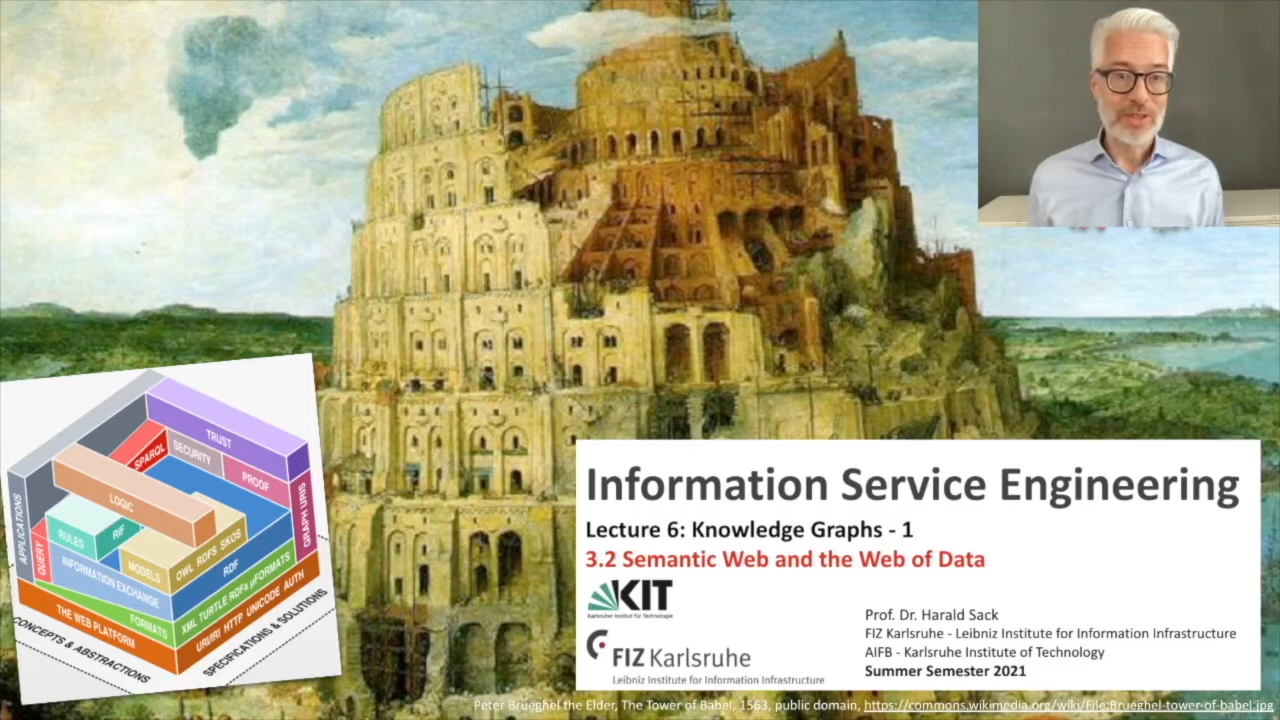 TRUST
SPARQL
SECURITY
PROOF
LOGIC
GRAPH URIS
APPLICATIONS
RULES
RIF
QUERY
MODELS
OWL RDFS SKOS
INFORMATION EXCHANGE
RDF
FORMATS
XML TURTLE RDFa µFORMATS
THE WEB PLATFORM
URI/IRI HTTP UNICODE AUTH
CONCEPTS & ABSTRACTIONS
SPECIFICATIONS & SOLUTIONS
Information Service Engineering
Lecture 6: Knowledge Graphs - 1
3.2 Semantic Web and the Web of Data
KIT
Karlsruher Institut für Technologie
FIZ Karlsruhe
Leibniz Institute for Information Infrastructure
Prof. Dr. Harald Sack
FIZ Karlsruhe - Leibniz Institute for Information Infrastructure
AIFB - Karlsruhe Institute of Technology
Summer Semester 2021
Peter Brueghel the Elder, The Tower of Babel, 1563, public domain, https://commons.wikimedia.org/wiki/File:Brueghel-tower-of-babel.jpg